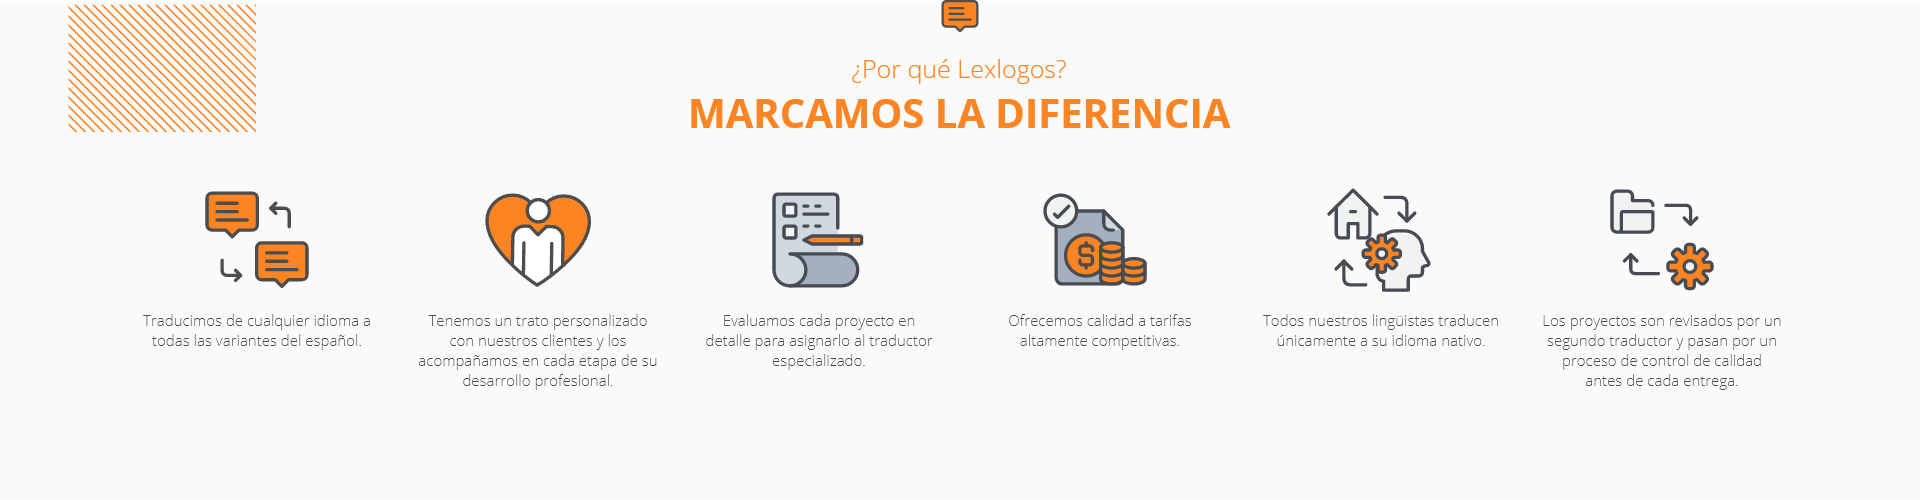 ¿Por qué Lexlogos?
MARCAMOS LA DIFERENCIA
Traducimos de cualquier idioma a
todas las variantes del español.
Tenemos un trato personalizado
con nuestros clientes y los
acompañamos en cada etapa de su
desarrollo profesional.
Evaluamos cada proyecto en
detalle para asignarlo al traductor
especializado.
$
Ofrecemos calidad a tarifas
altamente competitivas.
Todos nuestros lingüistas traducen
únicamente a su idioma nativo.
Los proyectos son revisados por un
segundo traductor y pasan por un
proceso de control de calidad
antes de cada entrega.